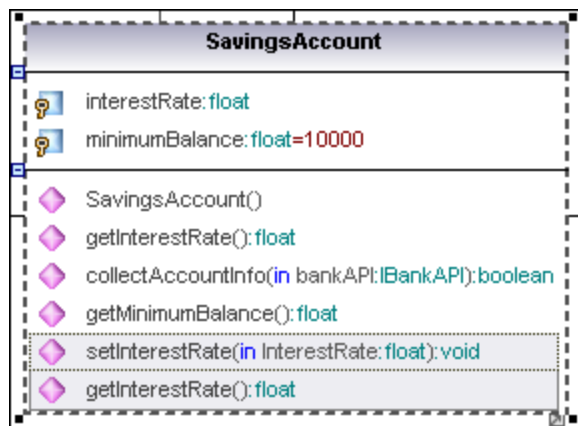 SavingsAccount
interestRate:float
minimumBalance:float=10000
SavingsAccount()
getInterestRate():float
collectAccountInfo(in bankAPI:IBankAPI):boolean
getMinimumBalance():float
setInterestRate(in InterestRate:float):void
getInterestRate():float